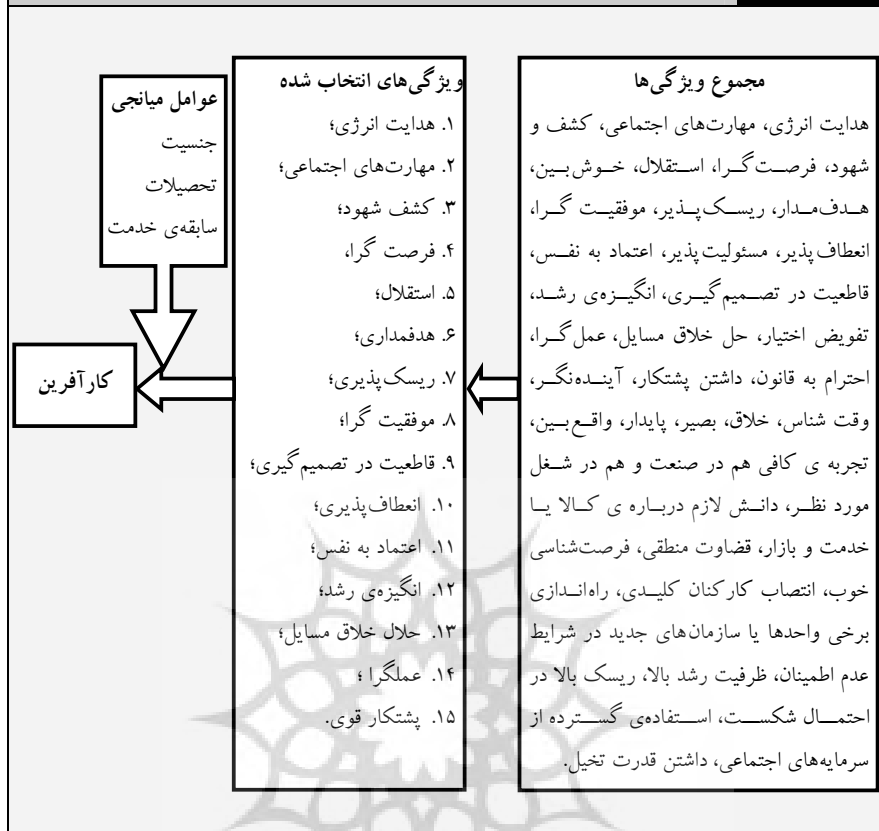 مجموع ویژگی‌ها
هدایت انرژی، مهارت‌های اجتماعی، کشف و
شهود، فرصت‌گرا، استقلال، خوش‌بین،
هدف‌مدار، ریسک‌پذیر، موفقیت گرا،
انعطاف‌پذیر، مسئولیت‌پذیر، اعتماد به نفس،
قاطعیت در تصمیم‌گیری، انگیزه‌ی رشد،
تفویض اختیار، حل خلاق مسایل، عمل‌گرا،
احترام به قانون، داشتن پشتکار، آینده‌نگر،
وقت شناس، خلاق، بصیر، پایدار، واقع‌بین،
تجربه ی کافی هم در صنعت و هم در شغل
مورد نظر، دانش لازم درباره ی کالا یا
خدمت و بازار، قضاوت منطقی، فرصت‌شناسی
خوب، انتصاب کارکنان کلیدی، راه‌اندازی
برخی واحدها یا سازمان‌های جدید در شرایط
عدم اطمینان، ظرفیت رشد بالا، ریسک بالا در
احتمال شکست، استفاده‌ی گسترده از
سرمایه‌های اجتماعی، داشتن قدرت تخیل.
ویژگی‌های انتخاب شده
۱. هدایت انرژی؛
۲. مهارت‌های اجتماعی؛
۳. کشف شهود؛
۴. فرصت گرا،
۵. استقلال؛
۶. هدفمداری؛
۷. ریسک‌پذیری؛
۸. موفقیت گرا؛
۹. قاطعیت در تصمیم‌گیری؛
۱۰. انعطاف‌پذیری؛
۱۱. اعتماد به نفس؛
۱۲. انگیزه‌ی رشد؛
۱۳. حلال خلاق مسایل؛
۱۴. عملگرا ؛
۱۵. پشتکار قوی.
عوامل میانجی
جنسیت
تحصیلات
سابقه‌ی خدمت
کارآفرین